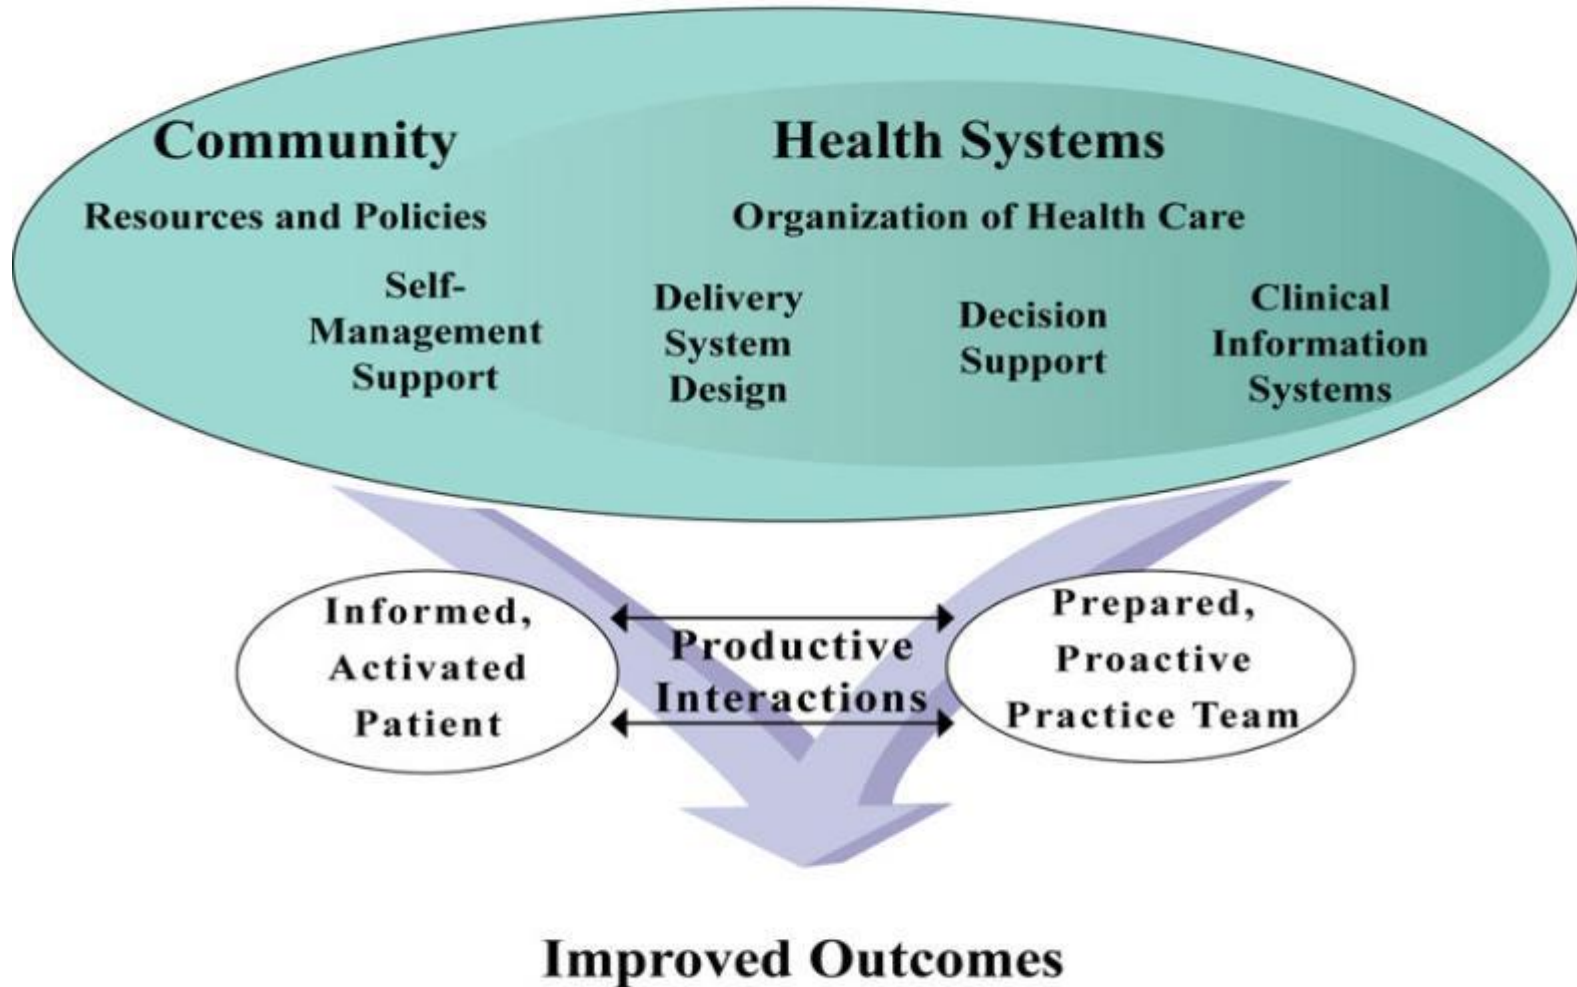 Community
Health Systems
Resources and Policies
Organization of Health Care
Self-
Management
Support
Delivery
System
Design
Decision
Support
Clinical
Information
Systems
Informed,
Activated
Patient
Productive
Interactions
Prepared,
Proactive
Practice Team
Improved Outcomes